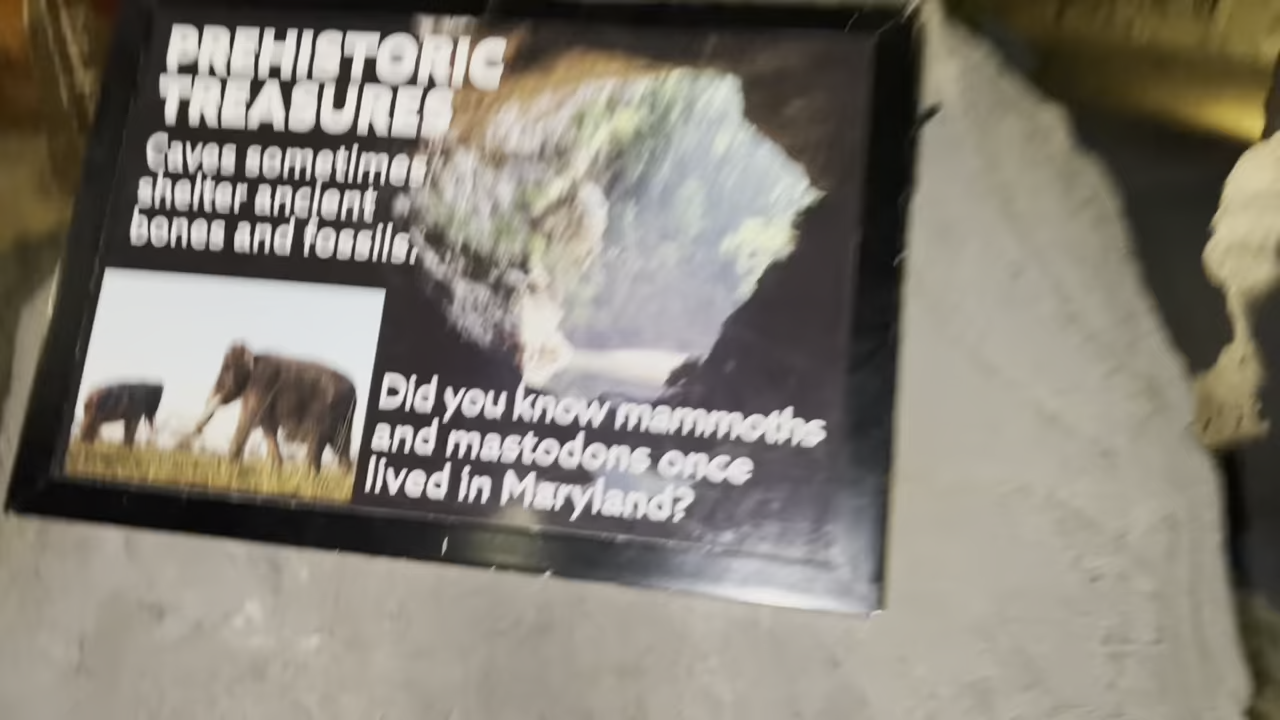 PREHISTORIC
TREASURES
Caves sometimes
shelter ancient
bones and fossils.
Did you know mammoths
and mastodons once
lived in Maryland?